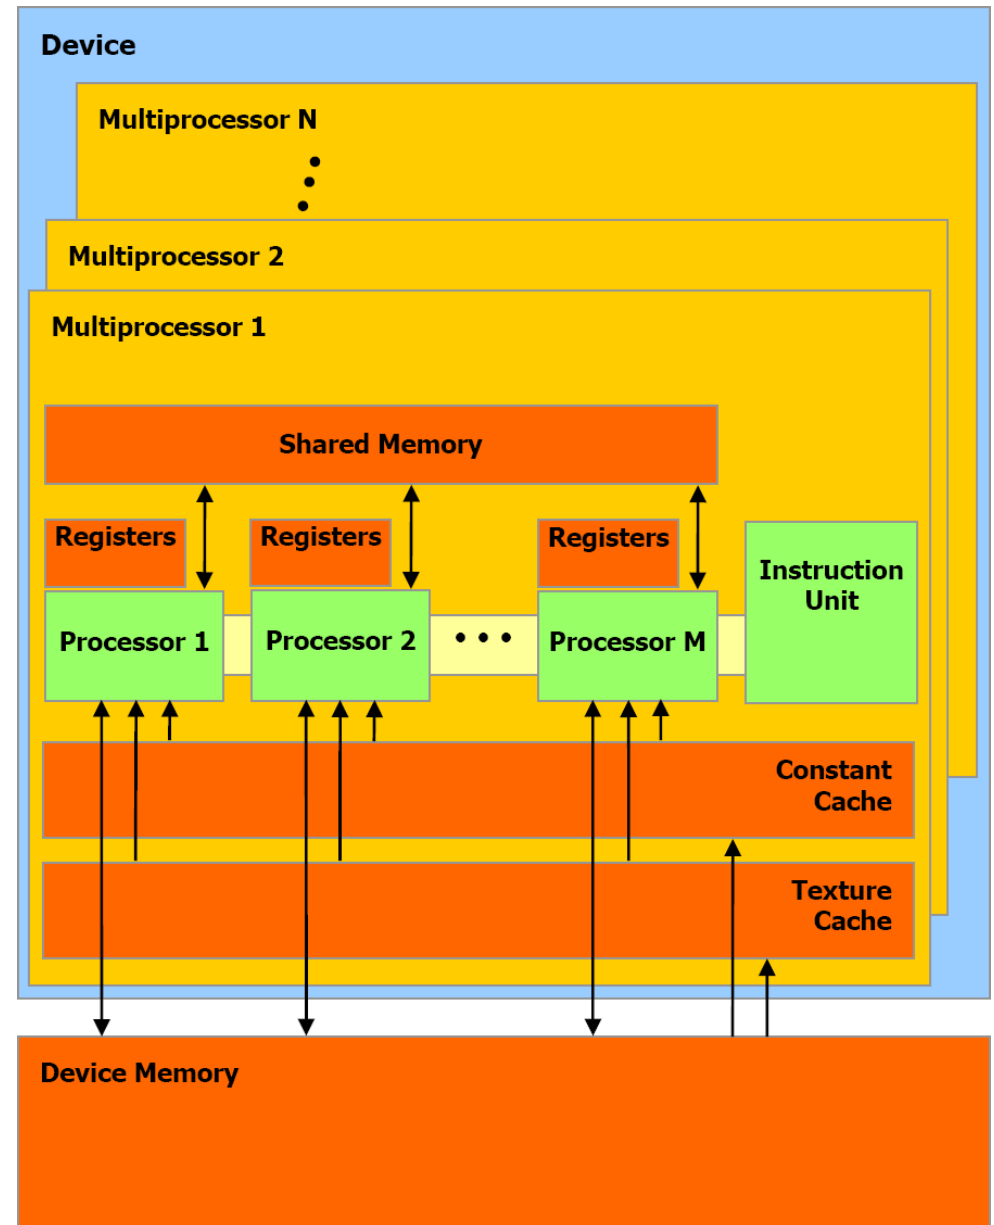 Device
Multiprocessor N
Multiprocessor 2
Multiprocessor 1
Shared Memory
Registers
Registers
Registers
Instruction
Unit
Processor 1
Processor 2
Processor M
Constant
Cache
Texture
Cache
Device Memory